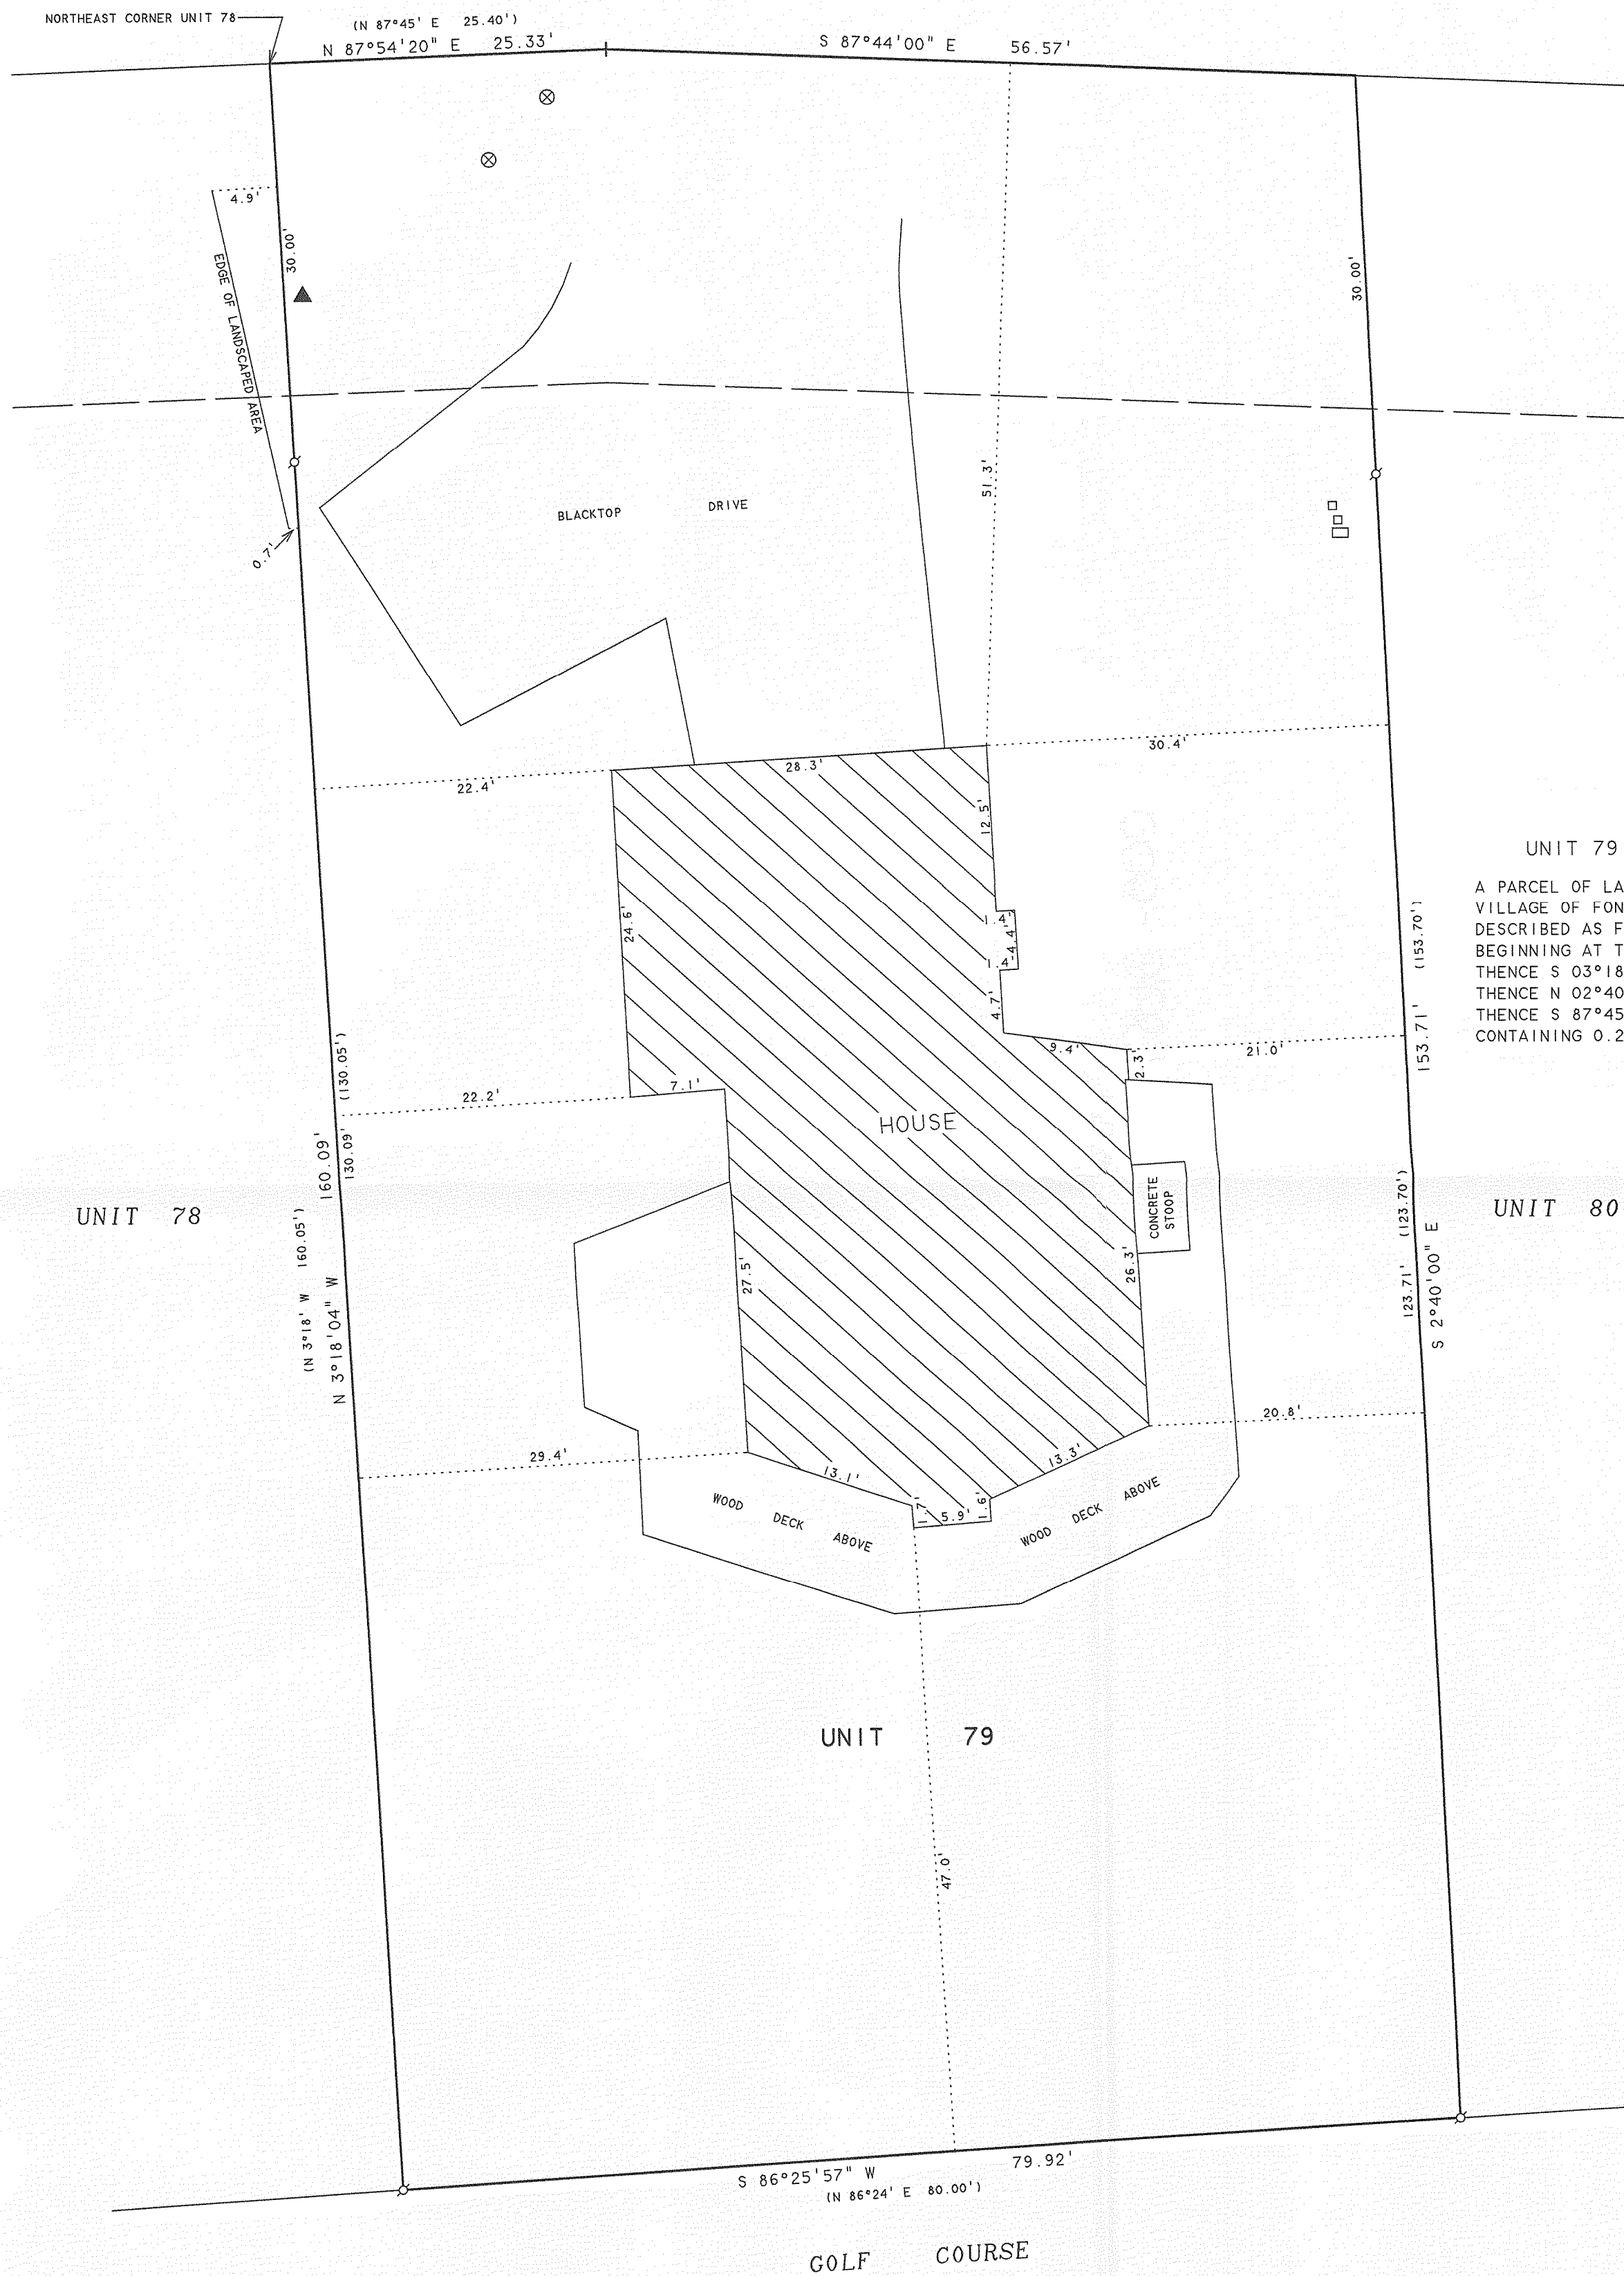 NORTHEAST CORNER UNIT 78
(N 87°45' E 25.40')
N 87°54'20" E 25.33'
S 87°44'00" E 56.57'
4.9'
30.00'
30.00'
EDGE OF LANDSCAPED AREA
0.7'
BLACKTOP DRIVE
51.3'
22.4'
28.3'
30.4'
12.5'
1.4'
4.4'
1.4'
4.7'
24.6'
9.4'
2.3'
21.0'
7.1'
22.2'
HOUSE
(130.05')
130.09'
160.09'
(N 3°18' W 160.05')
N 3°18'04" W
UNIT 78
(153.70')
153.71'
(123.70')
123.71'
S 2°40'00" E
UNIT 80
UNIT 79
A PARCEL OF LA
VILLAGE OF FON
DESCRIBED AS F
BEGINNING AT T
THENCE S 03°18
THENCE N 02°40
THENCE S 87°45
CONTAINING 0.2
CONCRETE
STOOP
26.3'
27.5'
29.4'
20.8'
13.1'
13.3'
1.7'
5.9'
1.6'
WOOD DECK ABOVE
WOOD DECK ABOVE
UNIT 79
47.0'
S 86°25'57" W 79.92'
(N 86°24' E 80.00')
GOLF COURSE